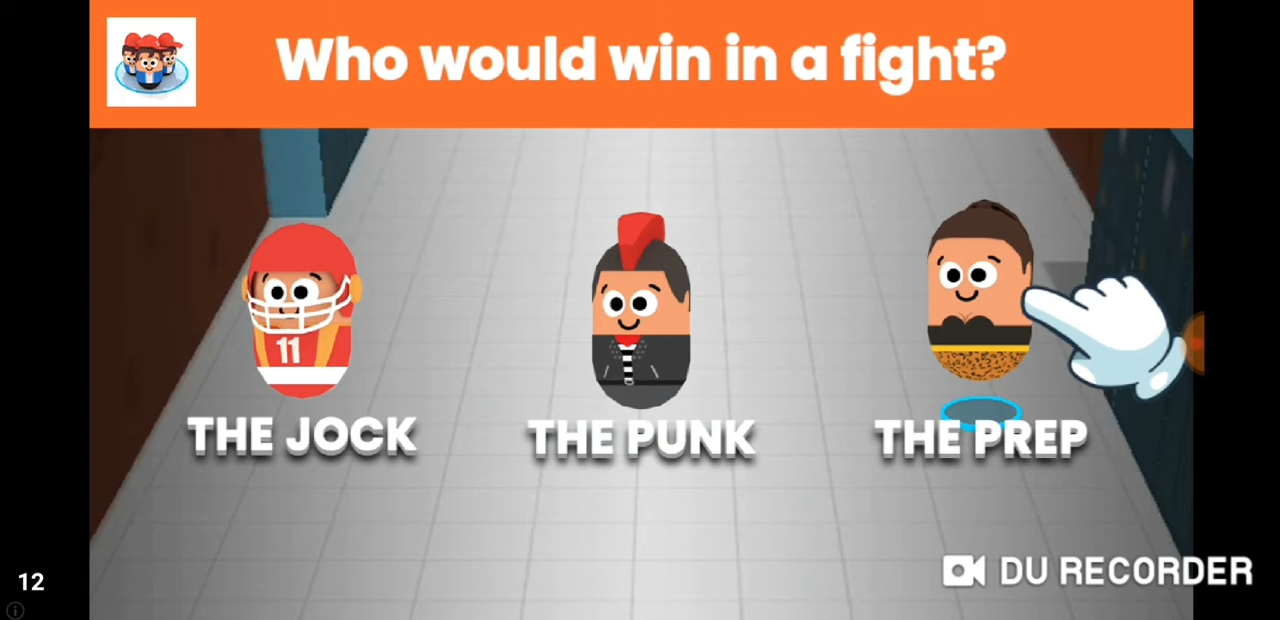 Who would win in a fight?
11
THE JOCK
THE PUNK
THE PREP
12
DU RECORDER